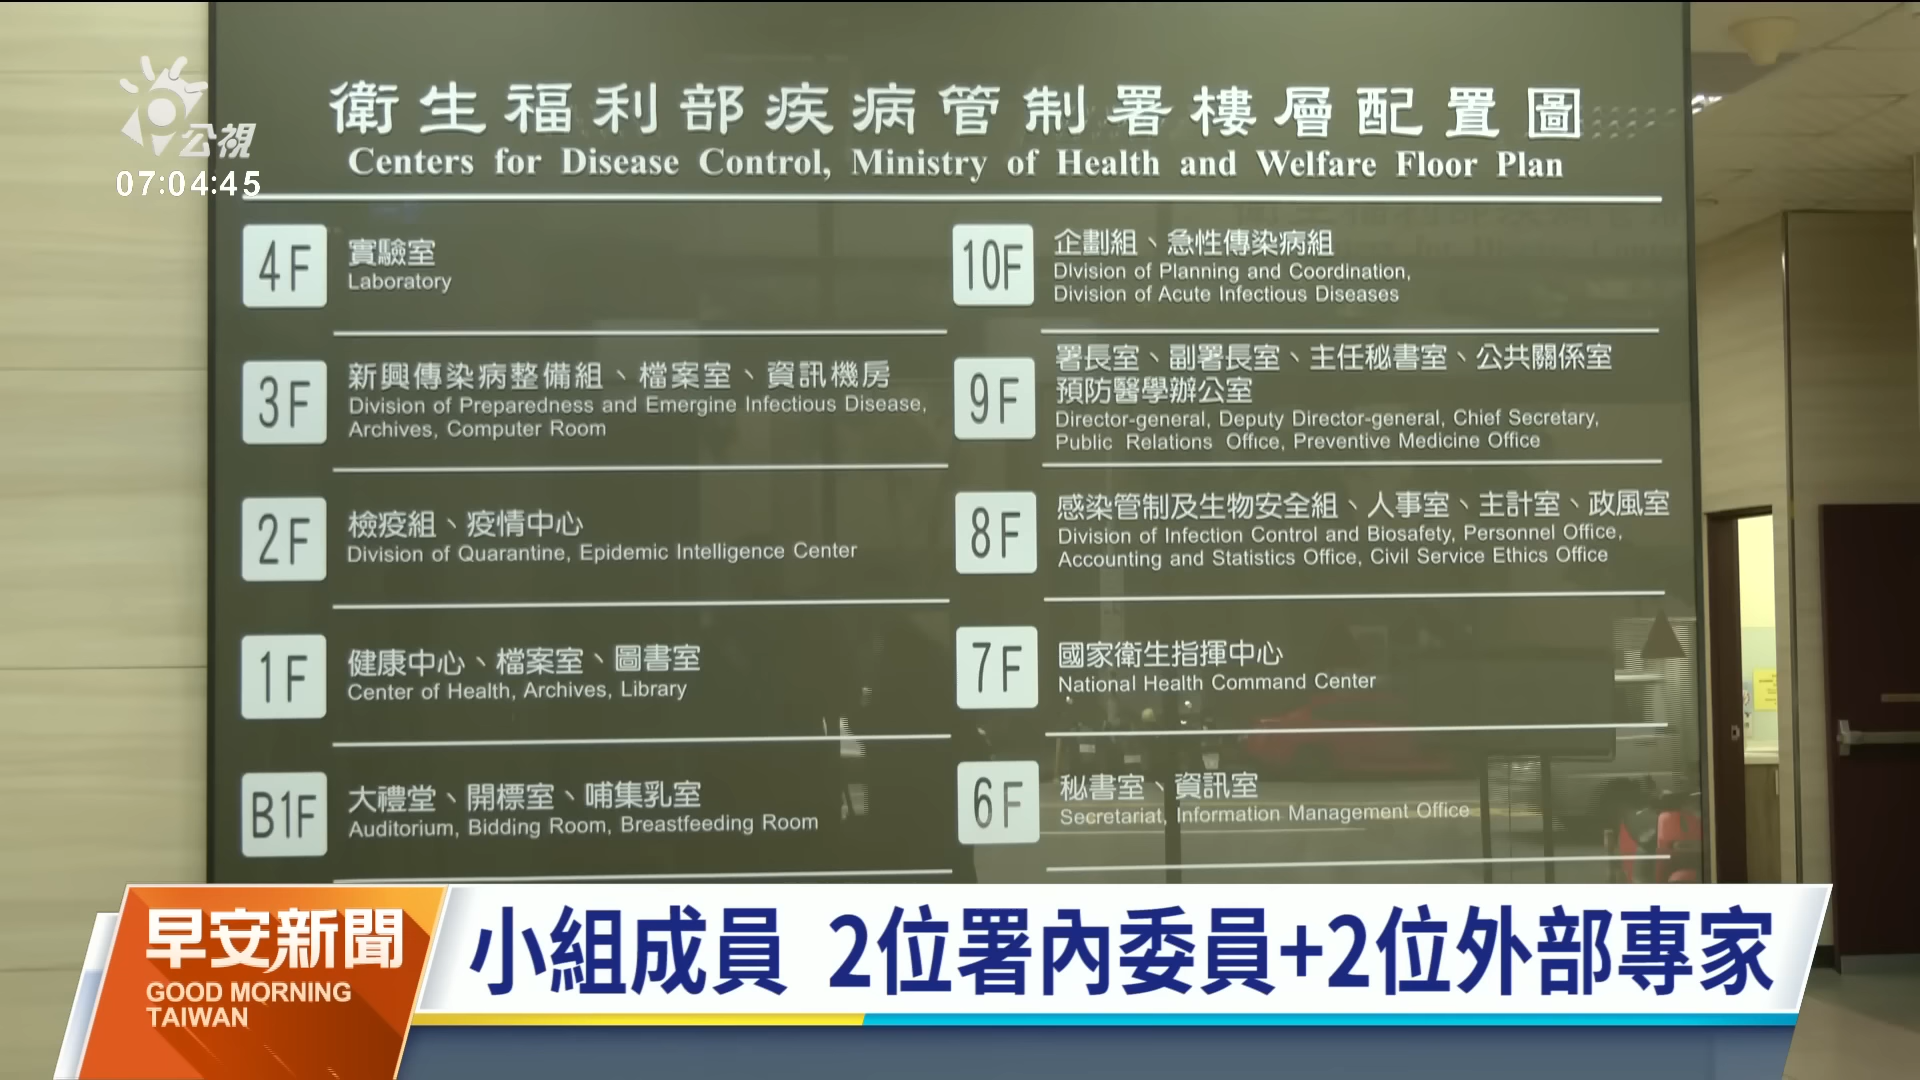 公視
07:04:45
衛生福利部疾病管制署樓層配置圖
Centers for Disease Control, Ministry of Health and Welfare Floor Plan
4F
實驗室
Laboratory
3F
新興傳染病整備組、檔案室、資訊機房
Division of Preparedness and Emergine Infectious Disease,
Archives, Computer Room
2F
檢疫組、疫情中心
Division of Quarantine, Epidemic Intelligence Center
1F
健康中心、檔案室、圖書室
Center of Health, Archives, Library
B1F
大禮堂、開標室、哺集乳室
Auditorium, Bidding Room, Breastfeeding Room
10F
企劃組、急性傳染病組
Division of Planning and Coordination,
Division of Acute Infectious Diseases
9F
署長室、副署長室、主任秘書室、公共關係室
預防醫學辦公室
Director-general, Deputy Director-general, Chief Secretary,
Public Relations Office, Preventive Medicine Office
8F
感染管制及生物安全組、人事室、主計室、政風室
Division of Infection Control and Biosafety, Personnel Office,
Accounting and Statistics Office, Civil Service Ethics Office
7F
國家衛生指揮中心
National Health Command Center
6F
秘書室、資訊室
Secretariat, Information Management Office
早安新聞
GOOD MORNING
TAIWAN
小組成員 2位署內委員+2位外部專家